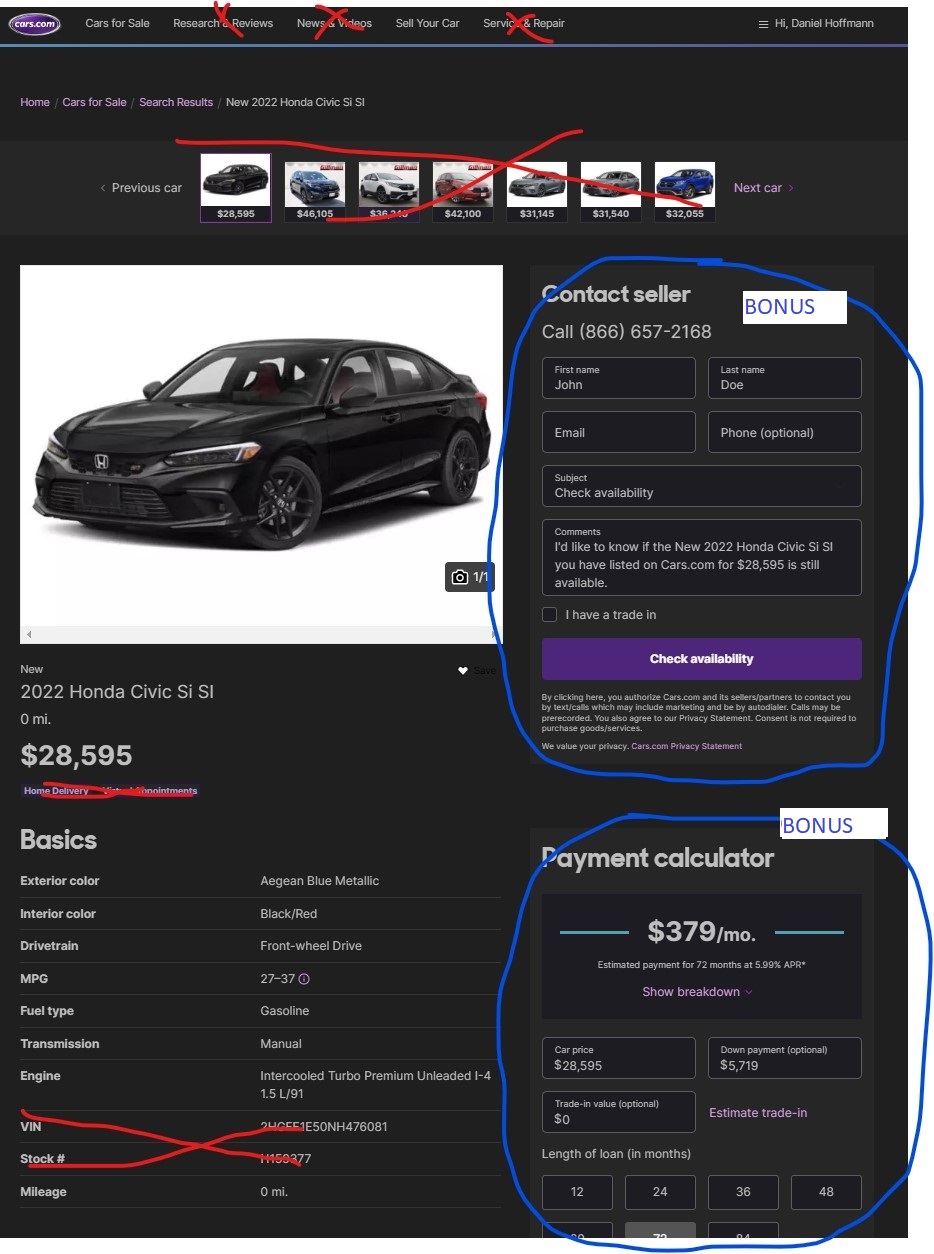 cars.com Cars for Sale Research & Reviews News & Videos Sell Your Car Service & Repair Hi, Daniel Hoffmann
Home / Cars for Sale / Search Results / New 2022 Honda Civic Si SI
Previous car Next car
$28,595 $46,105 $42,100 $31,145 $31,540 $32,055
Contact seller
BONUS
Call (866) 657-2168
First name Last name
John Doe
Email Phone (optional)
Subject
Check availability
Comments
I'd like to know if the New 2022 Honda Civic Si SI
you have listed on Cars.com for $28,595 is still
available.
1/1
I have a trade in
Check availability
By clicking here, you authorize Cars.com and its sellers/partners to contact you
by text/calls which may include marketing and be by autodialer. Calls may be
prerecorded. You also agree to our Privacy Statement. Consent is not required to
purchase goods/services.
We value your privacy. Cars.com Privacy Statement
New Save
2022 Honda Civic Si SI
0 mi.
$28,595
Home Delivery Virtual Appointments
Basics
Exterior color Aegean Blue Metallic
Interior color Black/Red
Drivetrain Front-wheel Drive
MPG 27–37
Fuel type Gasoline
Transmission Manual
Engine Intercooled Turbo Premium Unleaded I-4
1.5 L/91
VIN
Stock #
Mileage 0 mi.
BONUS
Payment calculator
$379/mo.
Estimated payment for 72 months at 5.99% APR*
Show breakdown
Car price Down payment (optional)
$28,595 $5,719
Trade-in value (optional)
$0
Estimate trade-in
Length of loan (in months)
12 24 36 48
72